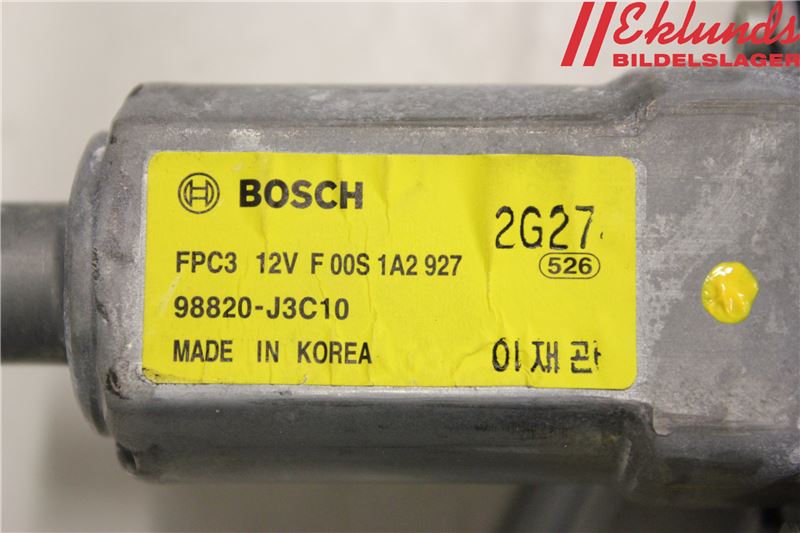 Eklunds
BILDELSLAGER
BOSCH
2G27
FPC3 12V F 00S 1A2 927
526
98820-J3C10
MADE IN KOREA
이재관